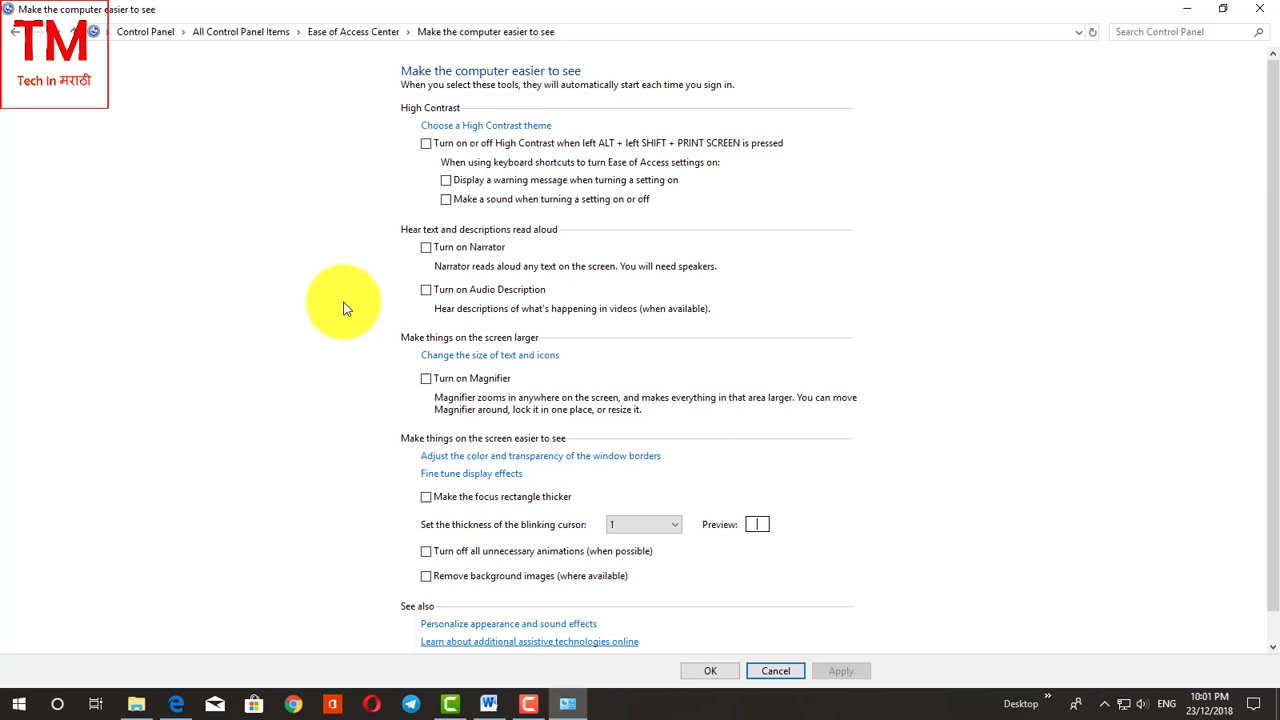 Make the computer easier to see
Control Panel > All Control Panel Items > Ease of Access Center > Make the computer easier to see
Search Control Panel
TM
Tech in मराठी
Make the computer easier to see
When you select these tools, they will automatically start each time you sign in.
High Contrast
Choose a High Contrast theme
Turn on or off High Contrast when left ALT + left SHIFT + PRINT SCREEN is pressed
When using keyboard shortcuts to turn Ease of Access settings on:
Display a warning message when turning a setting on
Make a sound when turning a setting on or off
Hear text and descriptions read aloud
Turn on Narrator
Narrator reads aloud any text on the screen. You will need speakers.
Turn on Audio Description
Hear descriptions of what's happening in videos (when available).
Make things on the screen larger
Change the size of text and icons
Turn on Magnifier
Magnifier zooms in anywhere on the screen, and makes everything in that area larger. You can move
Magnifier around, lock it in one place, or resize it.
Make things on the screen easier to see
Adjust the color and transparency of the window borders
Fine tune display effects
Make the focus rectangle thicker
Set the thickness of the blinking cursor: 1 Preview:
Turn off all unnecessary animations (when possible)
Remove background images (where available)
See also
Personalize appearance and sound effects
Learn about additional assistive technologies online
OK Cancel Apply
Desktop » ENG 10:01 PM
23/12/2018